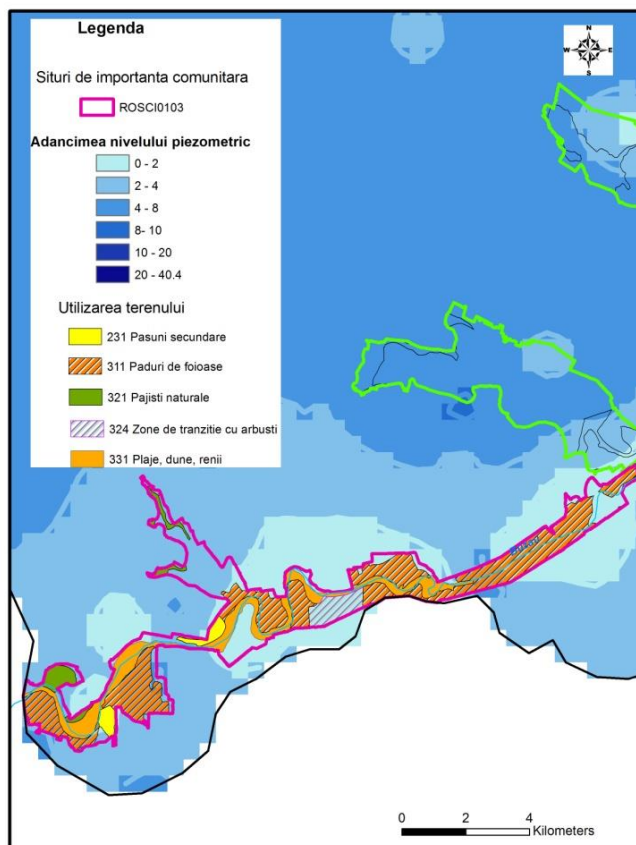 Legenda
Situri de importanta comunitara
ROSCI0103
Adancimea nivelului piezometric
0 - 2
2 - 4
4 - 8
8- 10
10 - 20
20 - 40.4
Utilizarea terenului
231 Pasuni secundare
311 Paduri de foioase
321 Pajisti naturale
324 Zone de tranzitie cu arbusti
331 Plaje, dune, renii
N
W
E
S
0 2 4
Kilometers